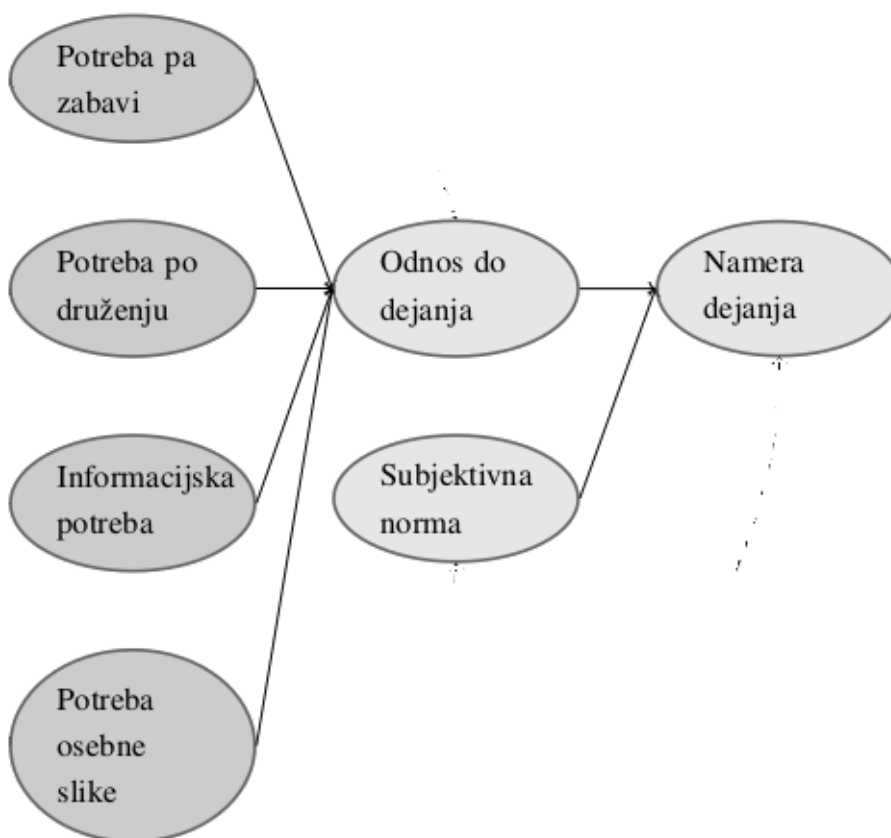 Potreba pa
zabavi
Potreba po
druženju
Odnos do
dejanja
Namera
dejanja
Informacijska
potreba
Subjektivna
norma
Potreba
osebne
slike